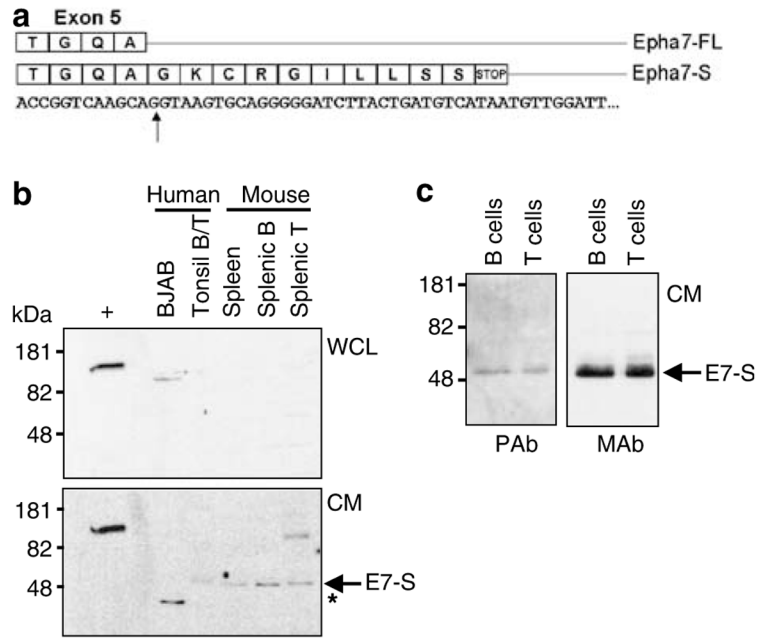 a
Exon 5
T G Q A Epha7-FL
T G Q A G K C R G I L L S S STOP Epha7-S
ACCGGTCAAGCAGGTAAGTGCAGGGGGATCTTACTGATGTCATAATGTTGGATT...
b
Human Mouse
kDa + BJAB Tonsil B/T Spleen Splenic B Splenic T
181 WCL
82
48
181 CM
82
48 E7-S
*
c
B cells T cells B cells T cells
181 CM
82
48 E7-S
PAb MAb